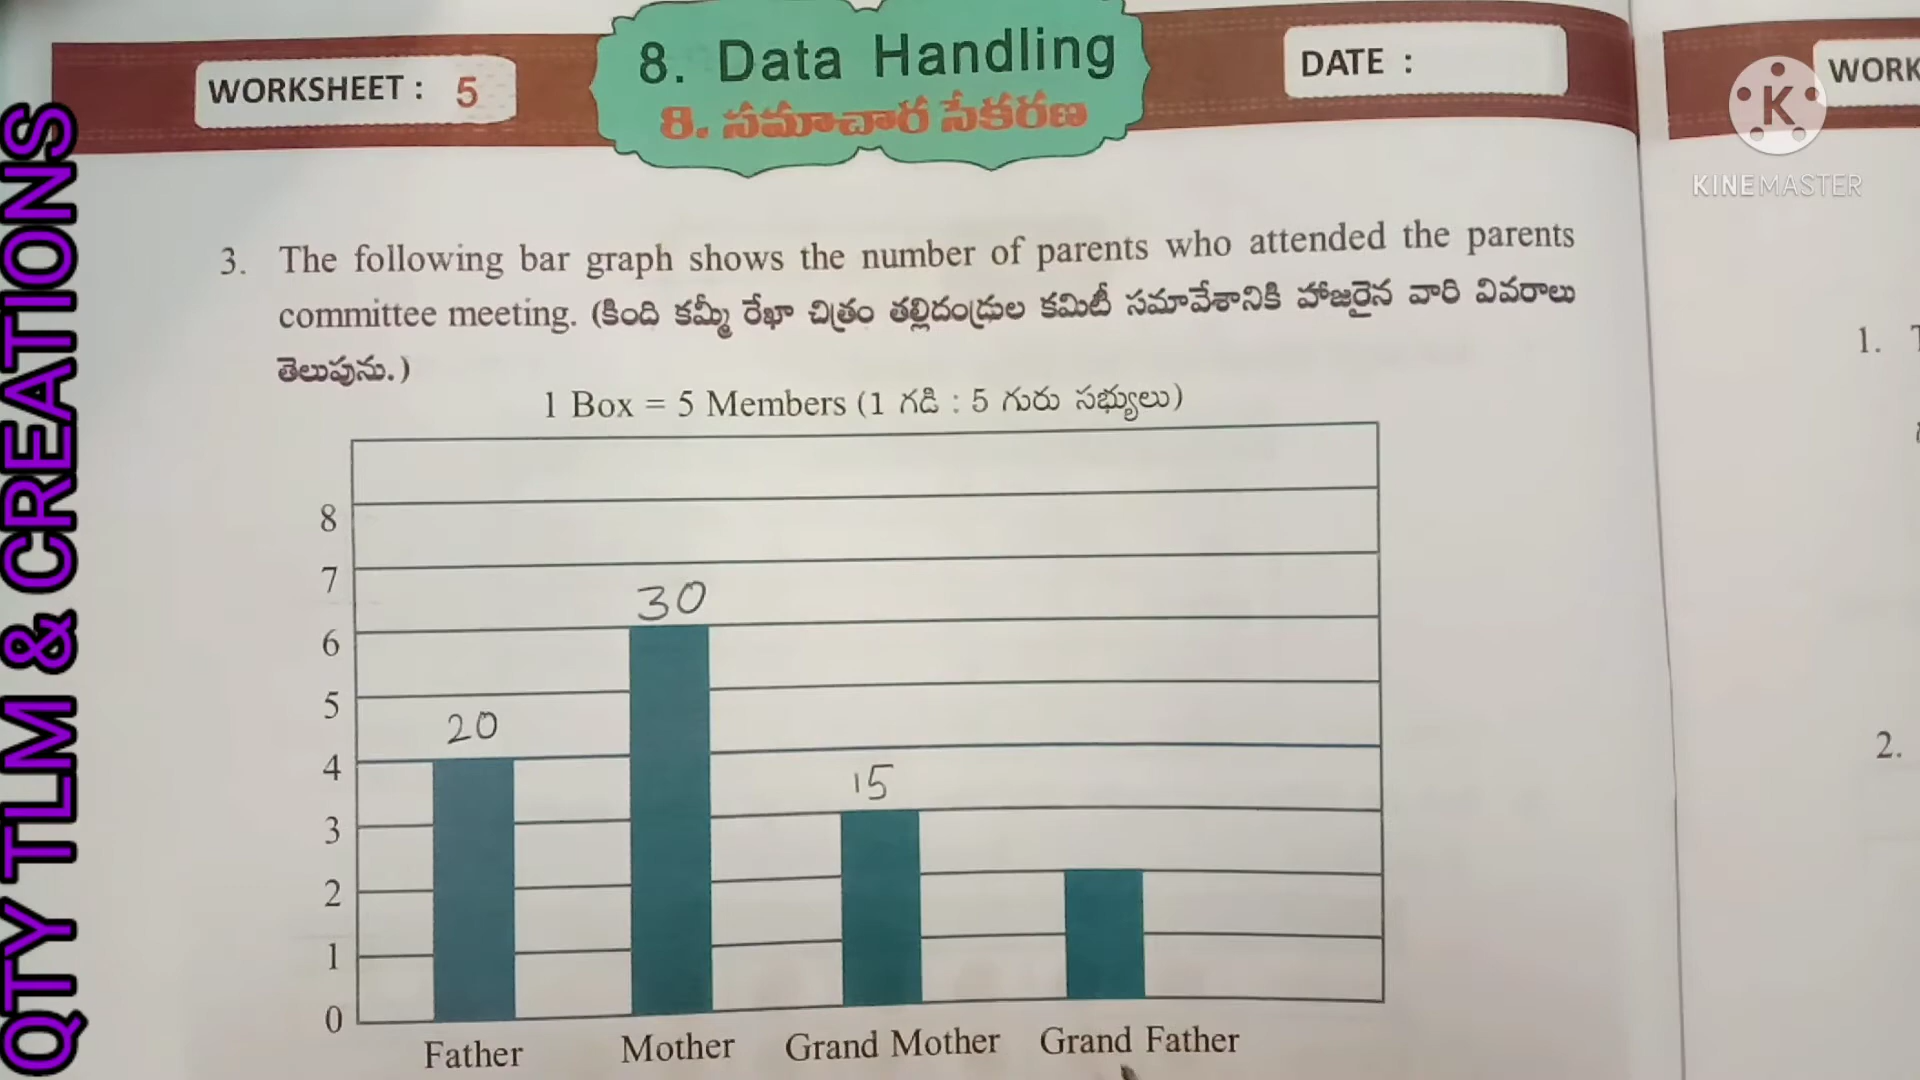 8. Data Handling
8. సమాచార సేకరణ
WORKSHEET : 5
DATE :
WORK
K
KINEMASTER
QTY TLM & CREATIONS
3. The following bar graph shows the number of parents who attended the parents
committee meeting. (కింది కమ్మీ రేఖా చిత్రం తల్లిదండ్రుల కమిటీ సమావేశానికి హాజరైన వారి వివరాలు
తెలుపును.)
1 Box = 5 Members (1 గడి : 5 గురు సభ్యులు)
8
7
30
6
5
20
4
15
3
2
1
0
Father Mother Grand Mother Grand Father
1.
2.